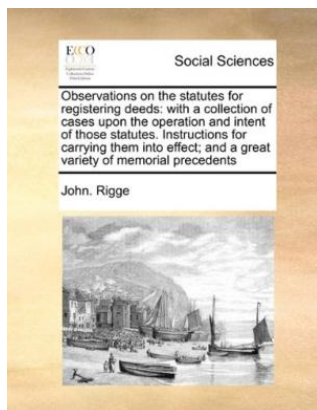 ECCO
Social Sciences
Observations on the statutes for
registering deeds: with a collection of
cases upon the operation and intent
of those statutes. Instructions for
carrying them into effect; and a great
variety of memorial precedents
John. Rigge